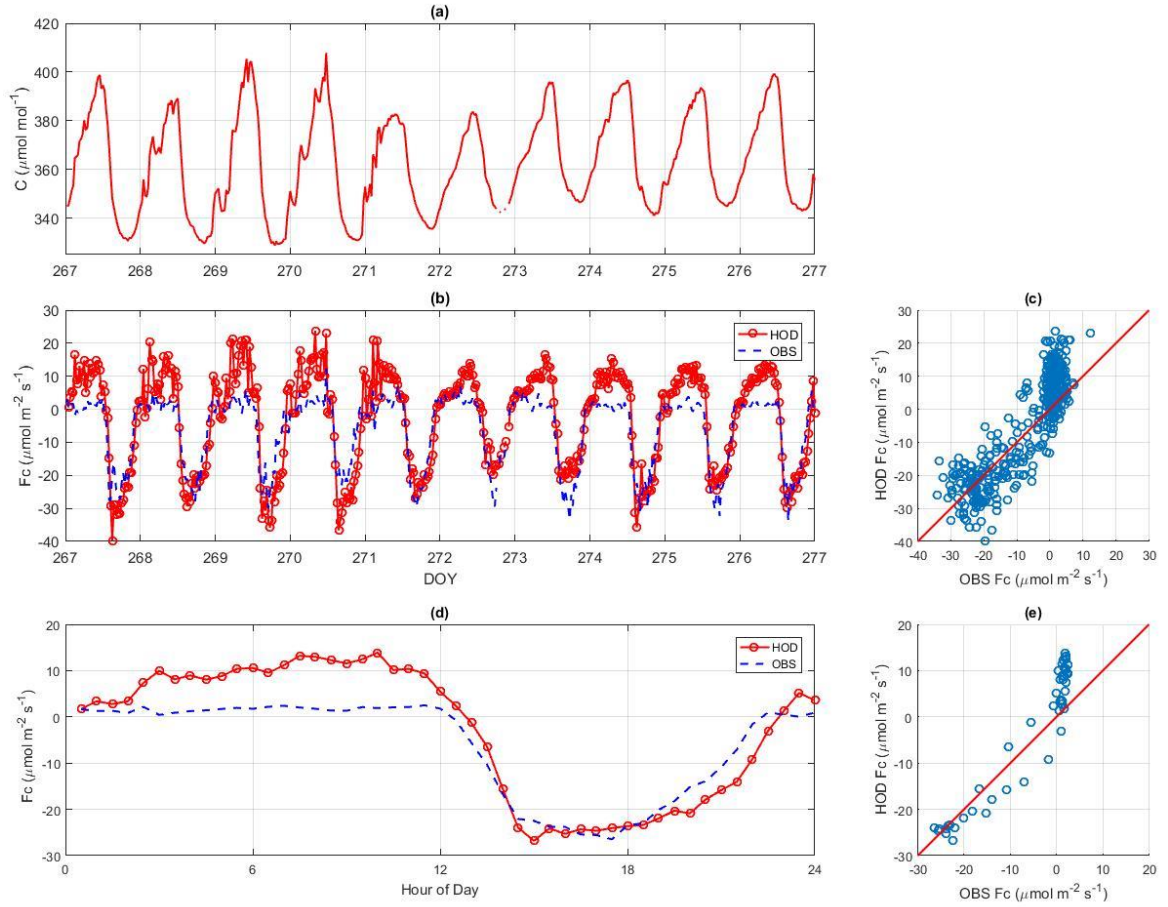 (a)
420
400
380
360
340
C (μmol mol⁻¹)
267 268 269 270 271 272 273 274 275 276 277
(b)
30
20
10
0
-10
-20
-30
-40
Fc (μmol m⁻² s⁻¹)
HOD
OBS
267 268 269 270 271 272 273 274 275 276 277
DOY
(c)
30
20
10
0
-10
-20
-30
-40
HOD Fc (μmol m⁻² s⁻¹)
-40 -30 -20 -10 0 10 20 30
OBS Fc (μmol m⁻² s⁻¹)
(d)
20
10
0
-10
-20
-30
Fc (μmol m⁻² s⁻¹)
HOD
OBS
0 6 12 18 24
Hour of Day
(e)
20
10
0
-10
-20
-30
HOD Fc (μmol m⁻² s⁻¹)
-30 -20 -10 0 10 20
OBS Fc (μmol m⁻² s⁻¹)